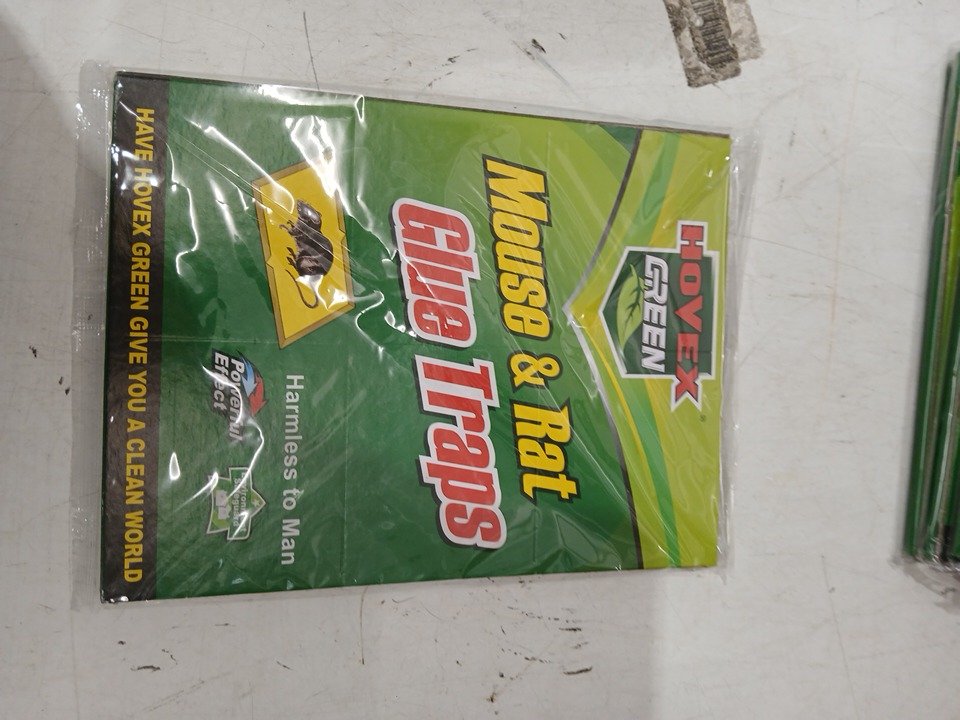 HOVEX
GREEN
Mouse & Rat
Glue Traps
Harmless to Man
Powerful
Effect
HAVE HOVEX GREEN GIVE YOU A CLEAN WORLD